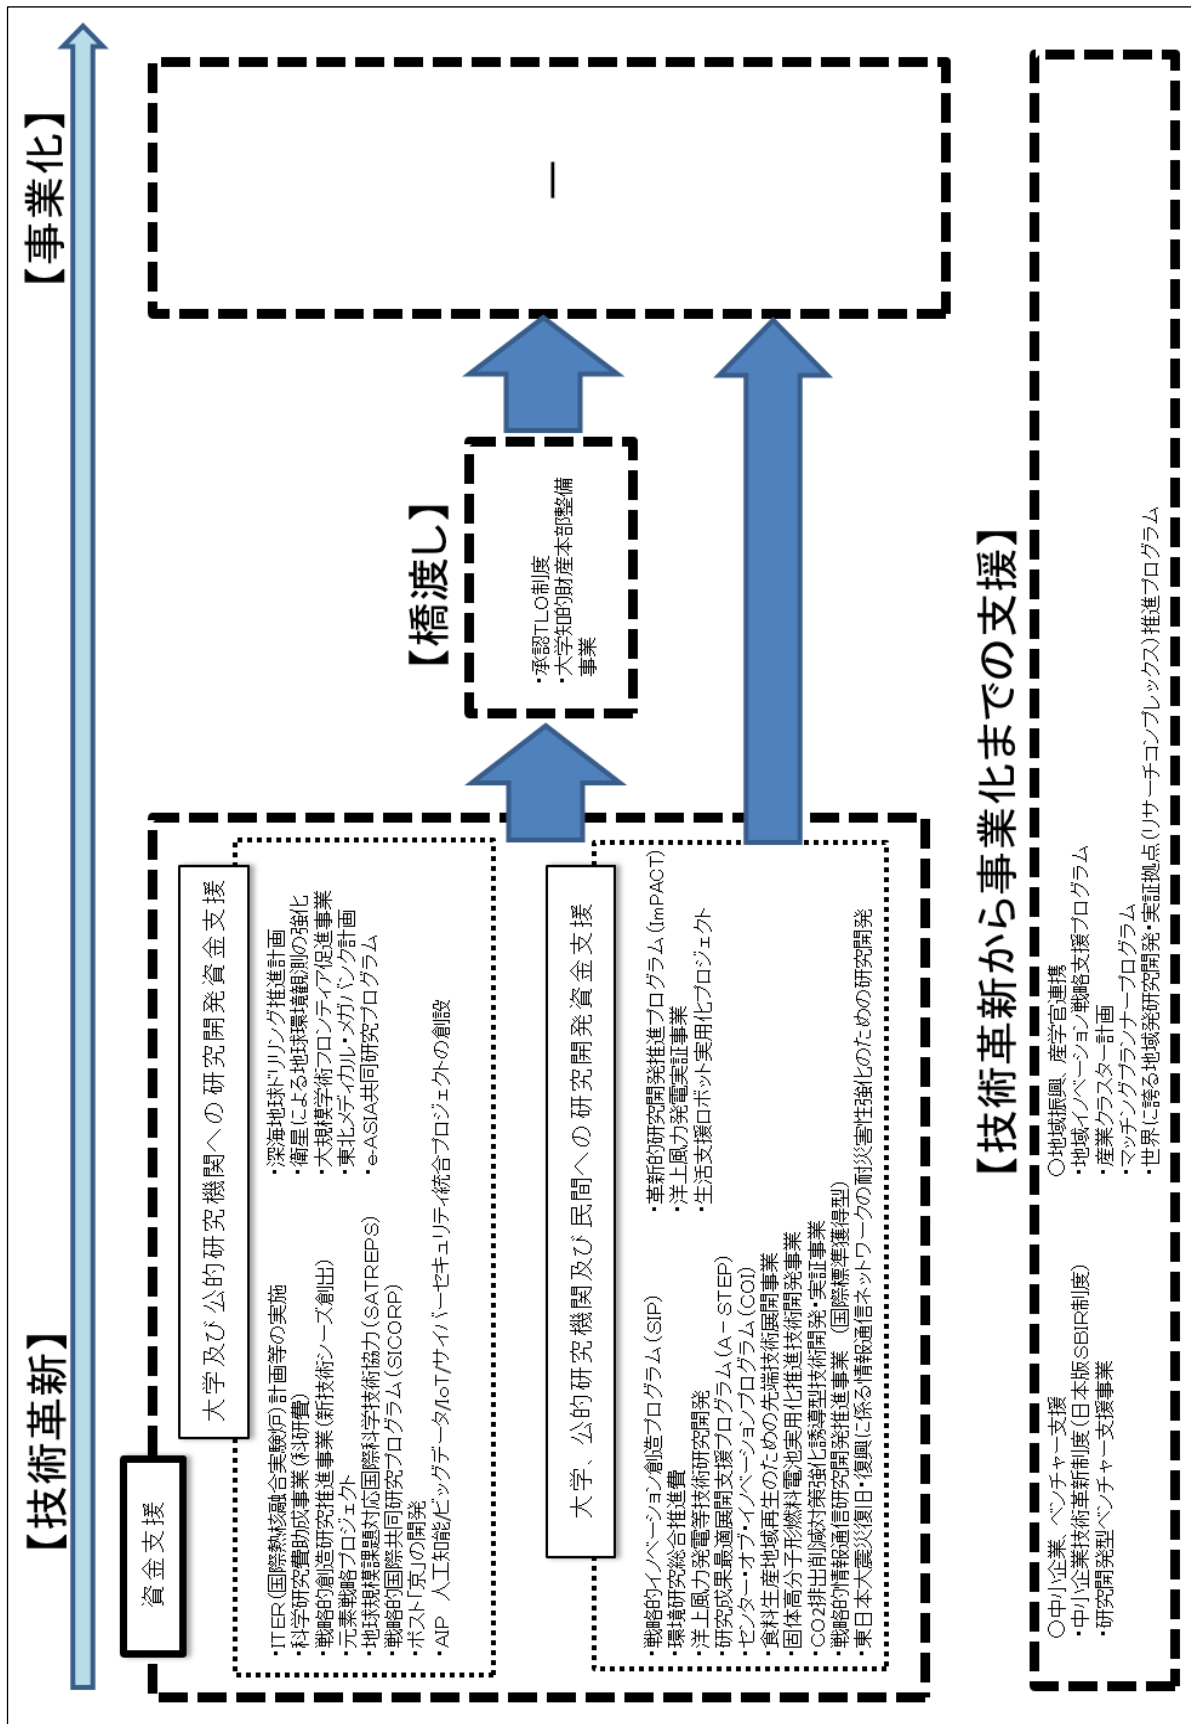 【技術革新】
【事業化】
資金支援
大学及び公的研究機関への研究開発資金支援
・ITER(国際熱核融合実験炉)計画等の実施
・科学研究費助成事業(科研費)
・戦略的創造研究推進事業(新技術シーズ創出)
・元素戦略プロジェクト
・地球規模課題対応国際科学技術協力(SATREPS)
・戦略的国際共同研究プログラム(SICORP)
・ポスト「京」の開発
・AIP 人工知能/ビッグデータ/IoT/サイバーセキュリティ統合プロジェクトの創設
・深海地球ドリリング推進計画
・衛星による地球環境観測の強化
・大規模学術フロンティア促進事業
・東北メディカル・メガバンク計画
・e-ASIA共同研究プログラム
大学、公的研究機関及び民間への研究開発資金支援
・戦略的イノベーション創造プログラム(SIP)
・環境研究総合推進費
・洋上風力発電等技術研究開発
・研究成果最適展開支援プログラム(A-STEP)
・センター・オブ・イノベーションプログラム(COI)
・食料生産地域再生のための先端技術展開事業
・固体高分子形燃料電池実用化推進技術開発事業
・CO2排出削減対策強化誘導型技術開発・実証事業
・戦略的情報通信研究開発推進事業 (国際標準獲得型)
・東日本大震災復旧・復興に係る情報通信ネットワークの耐災害性強化のための研究開発
・革新的研究開発推進プログラム(ImPACT)
・洋上風力発電実証事業
・生活支援ロボット実用化プロジェクト
【橋渡し】
・承認TLO制度
・大学知的財産本部整備
事業
―
【技術革新から事業化までの支援】
○中小企業、ベンチャー支援
・中小企業技術革新制度(日本版SBIR制度)
・研究開発型ベンチャー支援事業
○地域振興、産学官連携
・地域イノベーション戦略支援プログラム
・産業クラスター計画
・マッチングプランナープログラム
・世界に誇る地域発研究開発・実証拠点(リサーチコンプレックス)推進プログラム